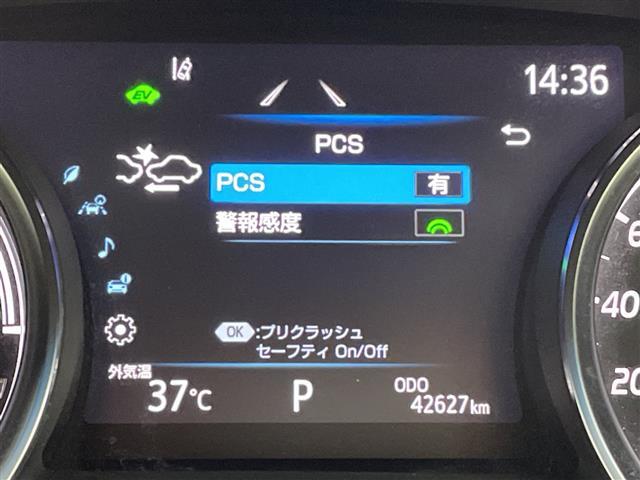 EV
14:36
PCS
PCS 有
警報感度
OK :プリクラッシュ
セーフティ On/Off
外気温
37℃
P
ODO
42627km
6
40
20